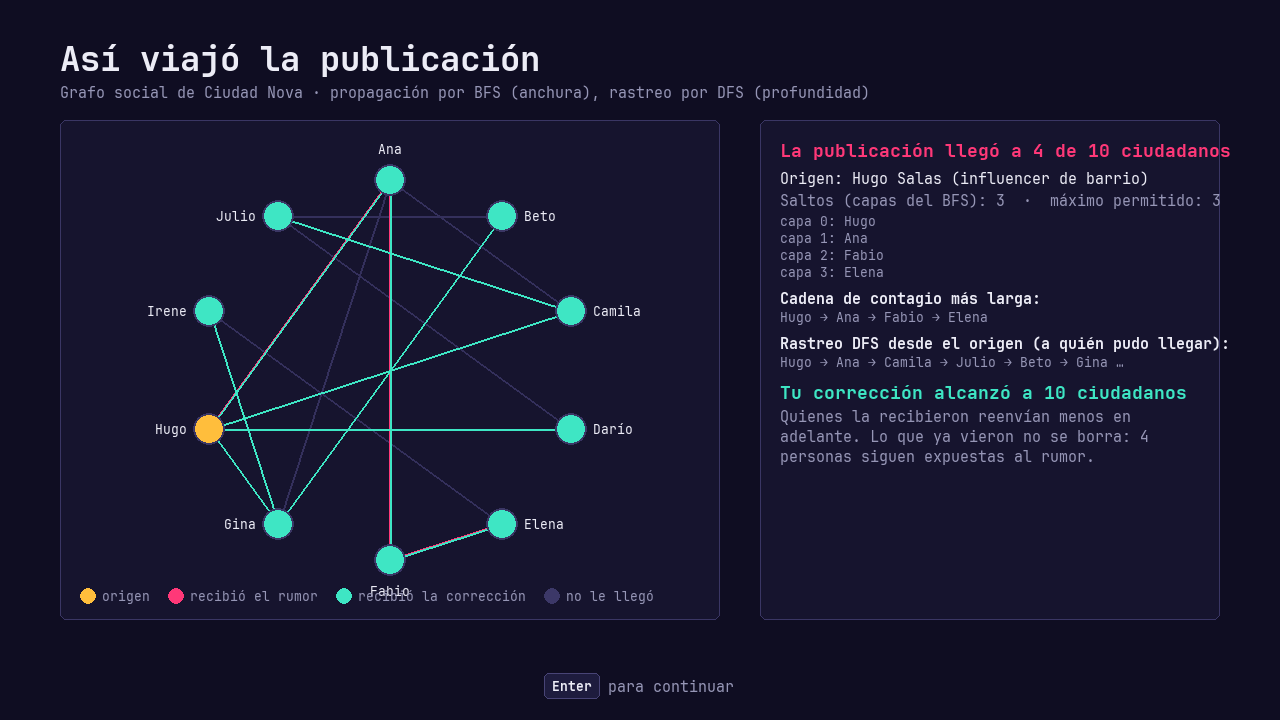 Así viajó la publicación
Grafo social de Ciudad Nova · propagación por BFS (anchura), rastreo por DFS (profundidad)
Ana
Julio
Beto
Irene
Camila
Hugo
Darío
Gina
Elena
Fabio
origen
recibió el rumor
recibió la corrección
no le llegó
La publicación llegó a 4 de 10 ciudadanos
Origen: Hugo Salas (influencer de barrio)
Saltos (capas del BFS): 3  ·  máximo permitido: 3
capa 0: Hugo
capa 1: Ana
capa 2: Fabio
capa 3: Elena
Cadena de contagio más larga:
Hugo → Ana → Fabio → Elena
Rastreo DFS desde el origen (a quién pudo llegar):
Hugo → Ana → Camila → Julio → Beto → Gina …
Tu corrección alcanzó a 10 ciudadanos
Quienes la recibieron reenvían menos en
adelante. Lo que ya vieron no se borra: 4
personas siguen expuestas al rumor.
Enter para continuar